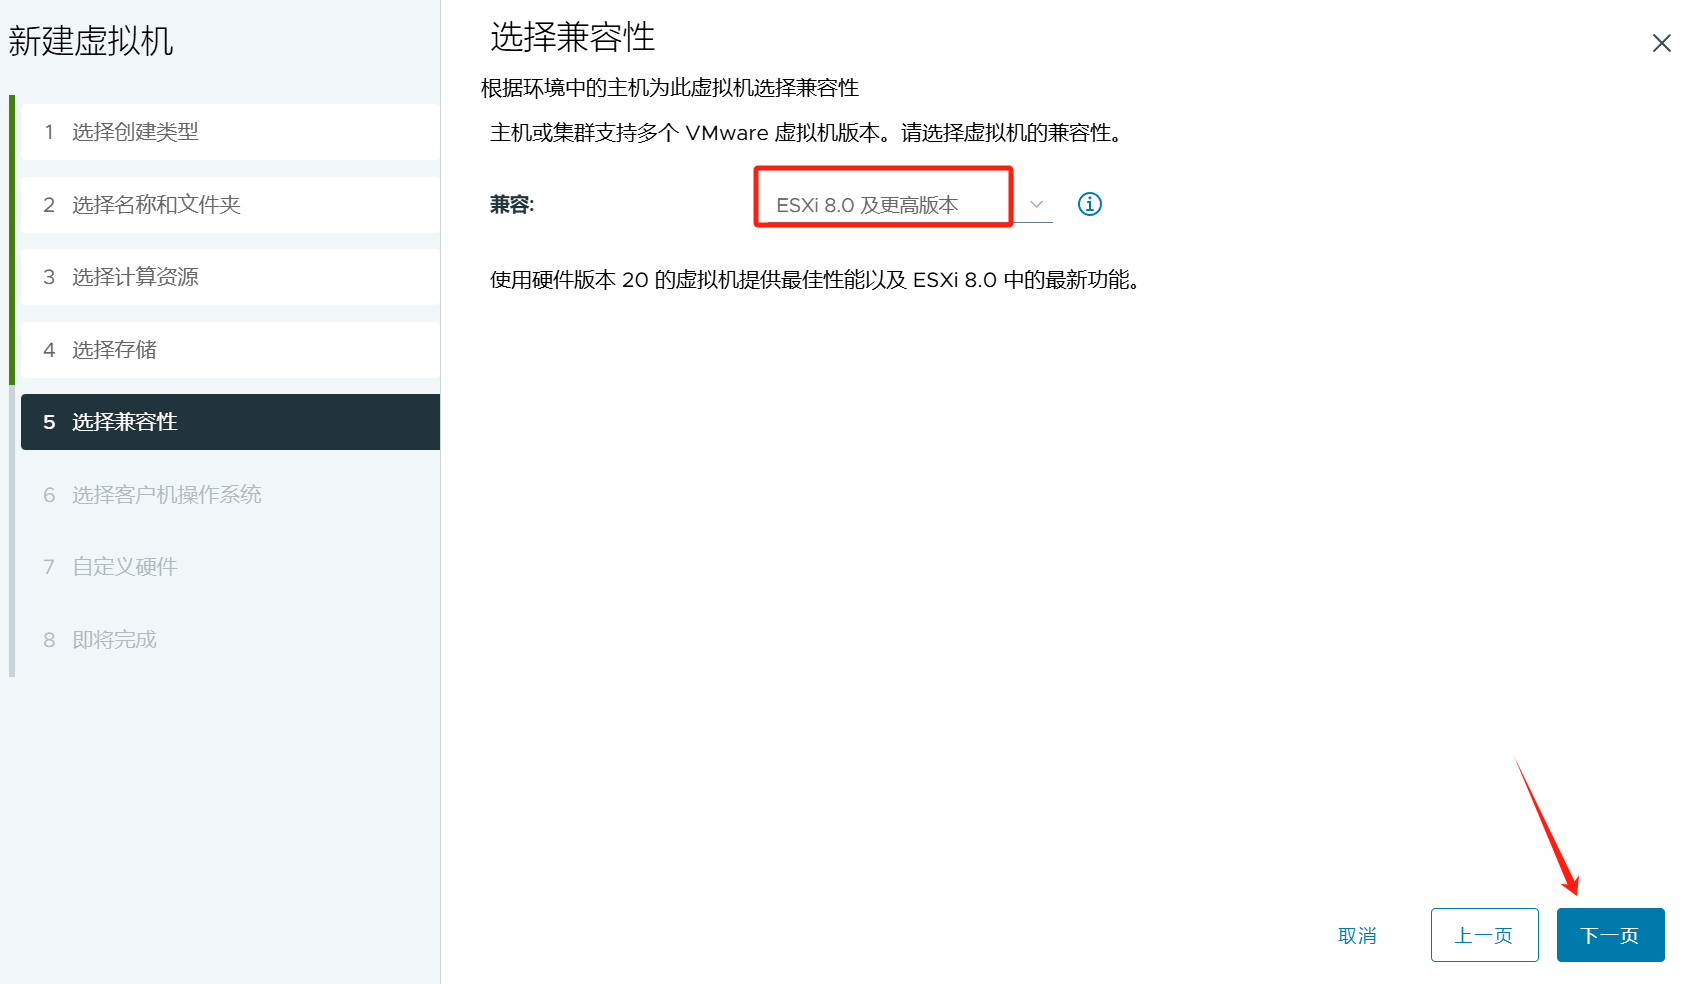 新建虚拟机
1 选择创建类型
2 选择名称和文件夹
3 选择计算资源
4 选择存储
5 选择兼容性
6 选择客户机操作系统
7 自定义硬件
8 即将完成
选择兼容性
根据环境中的主机为此虚拟机选择兼容性
主机或集群支持多个 VMware 虚拟机版本。请选择虚拟机的兼容性。
兼容: ESXi 8.0 及更高版本
使用硬件版本 20 的虚拟机提供最佳性能以及 ESXi 8.0 中的最新功能。
取消 上一页 下一页